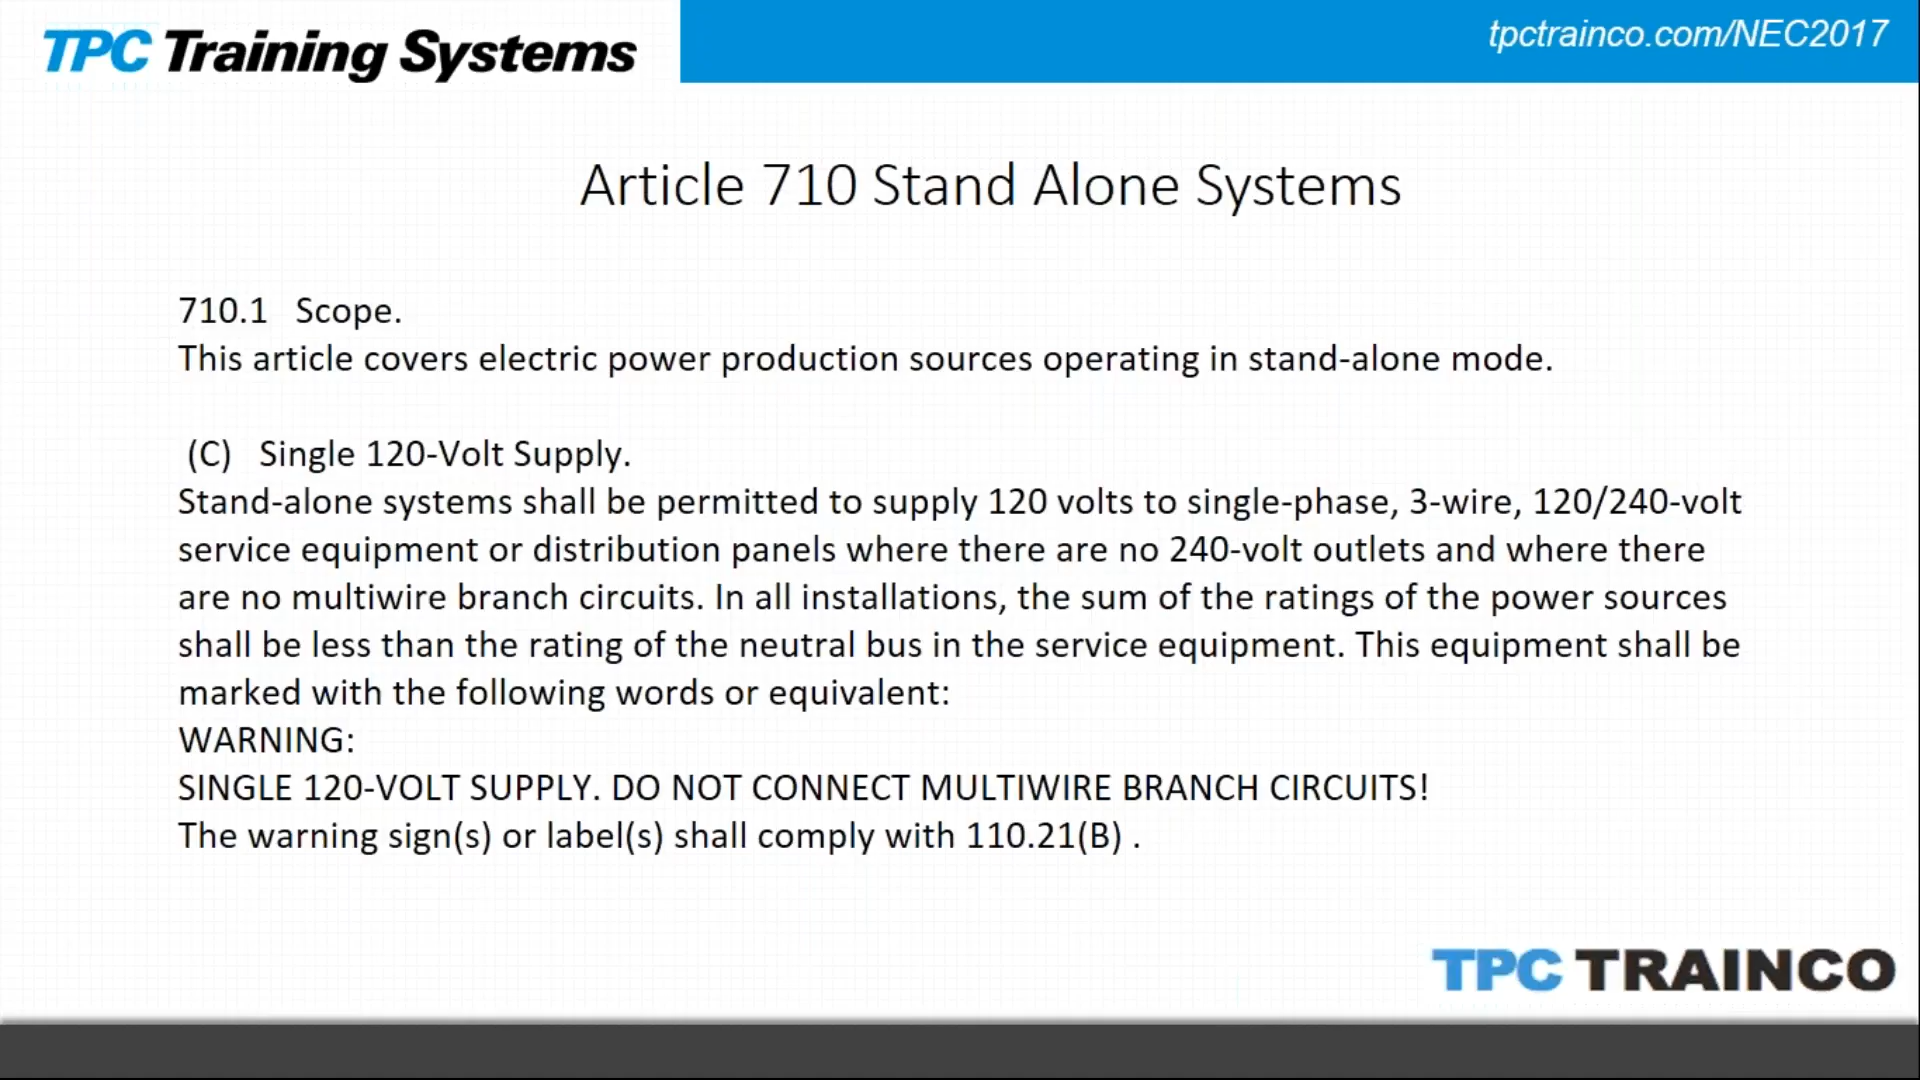 TPC Training Systems
tpctrainco.com/NEC2017
Article 710 Stand Alone Systems
710.1 Scope.
This article covers electric power production sources operating in stand-alone mode.
(C) Single 120-Volt Supply.
Stand-alone systems shall be permitted to supply 120 volts to single-phase, 3-wire, 120/240-volt
service equipment or distribution panels where there are no 240-volt outlets and where there
are no multiwire branch circuits. In all installations, the sum of the ratings of the power sources
shall be less than the rating of the neutral bus in the service equipment. This equipment shall be
marked with the following words or equivalent:
WARNING:
SINGLE 120-VOLT SUPPLY. DO NOT CONNECT MULTIWIRE BRANCH CIRCUITS!
The warning sign(s) or label(s) shall comply with 110.21(B) .
TPC TRAINCO